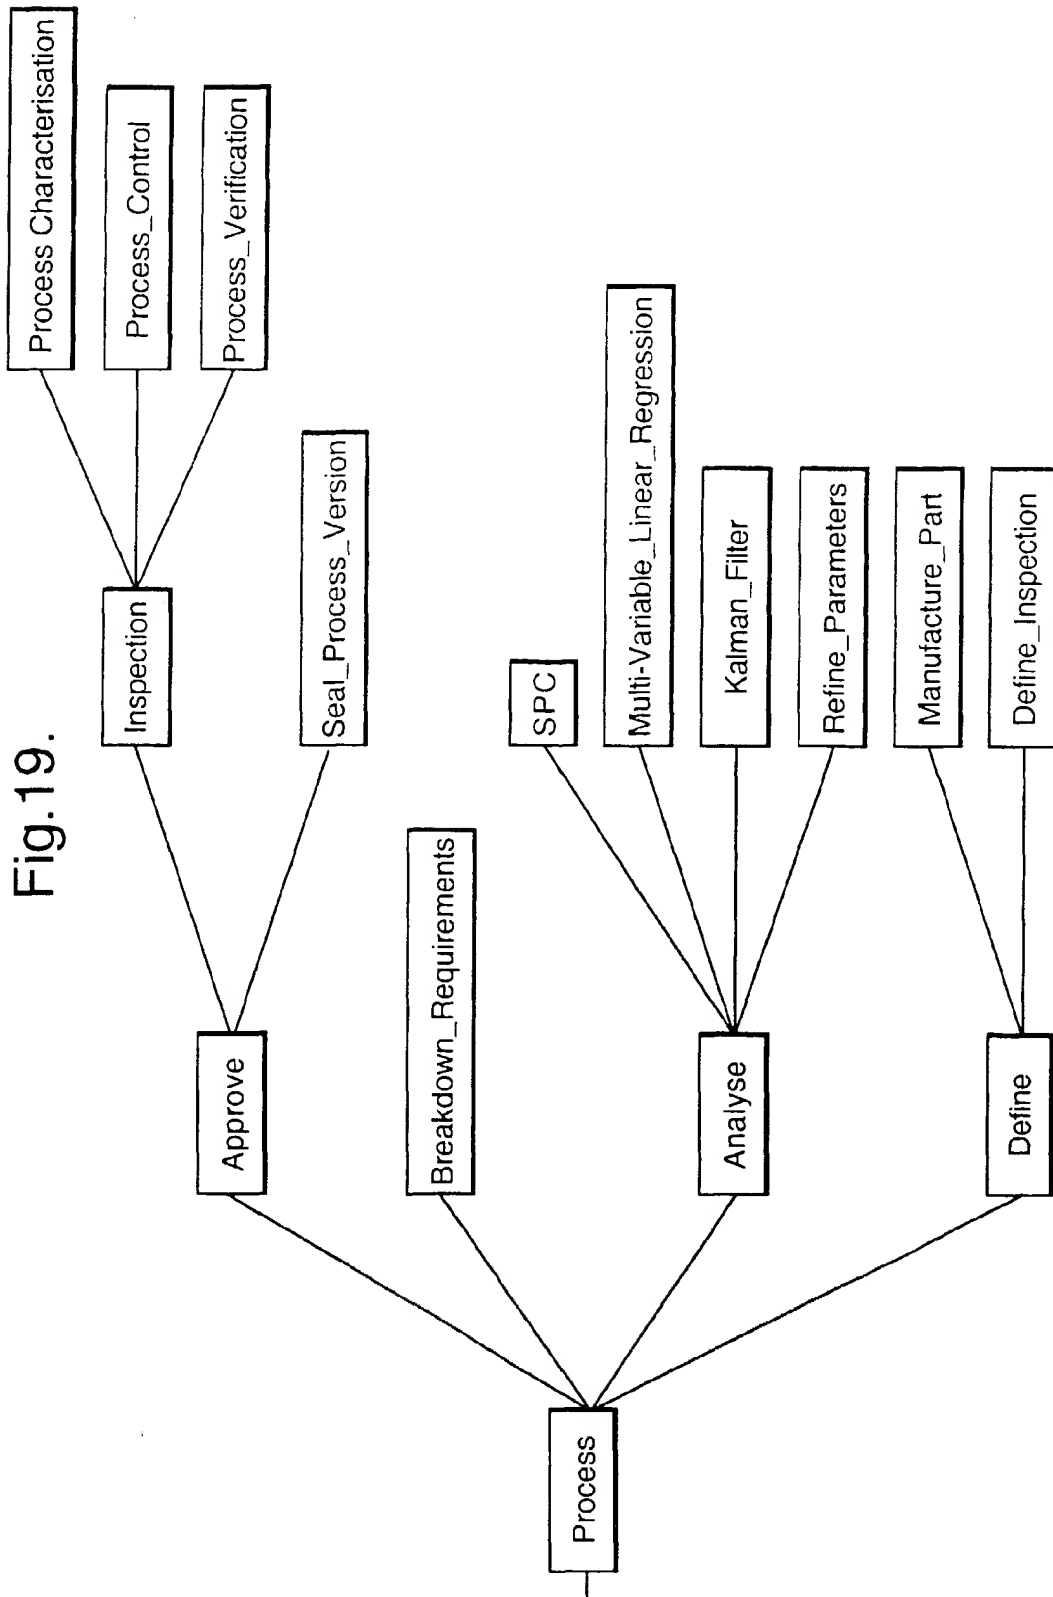 Fig.19.
Process
Approve
Breakdown_Requirements
Analyse
Define
Inspection
Seal_Process_Version
SPC
Multi-Variable_Linear_Regression
Kalman_Filter
Refine_Parameters
Manufacture_Part
Define_Inspection
Process Characterisation
Process_Control
Process_Verification